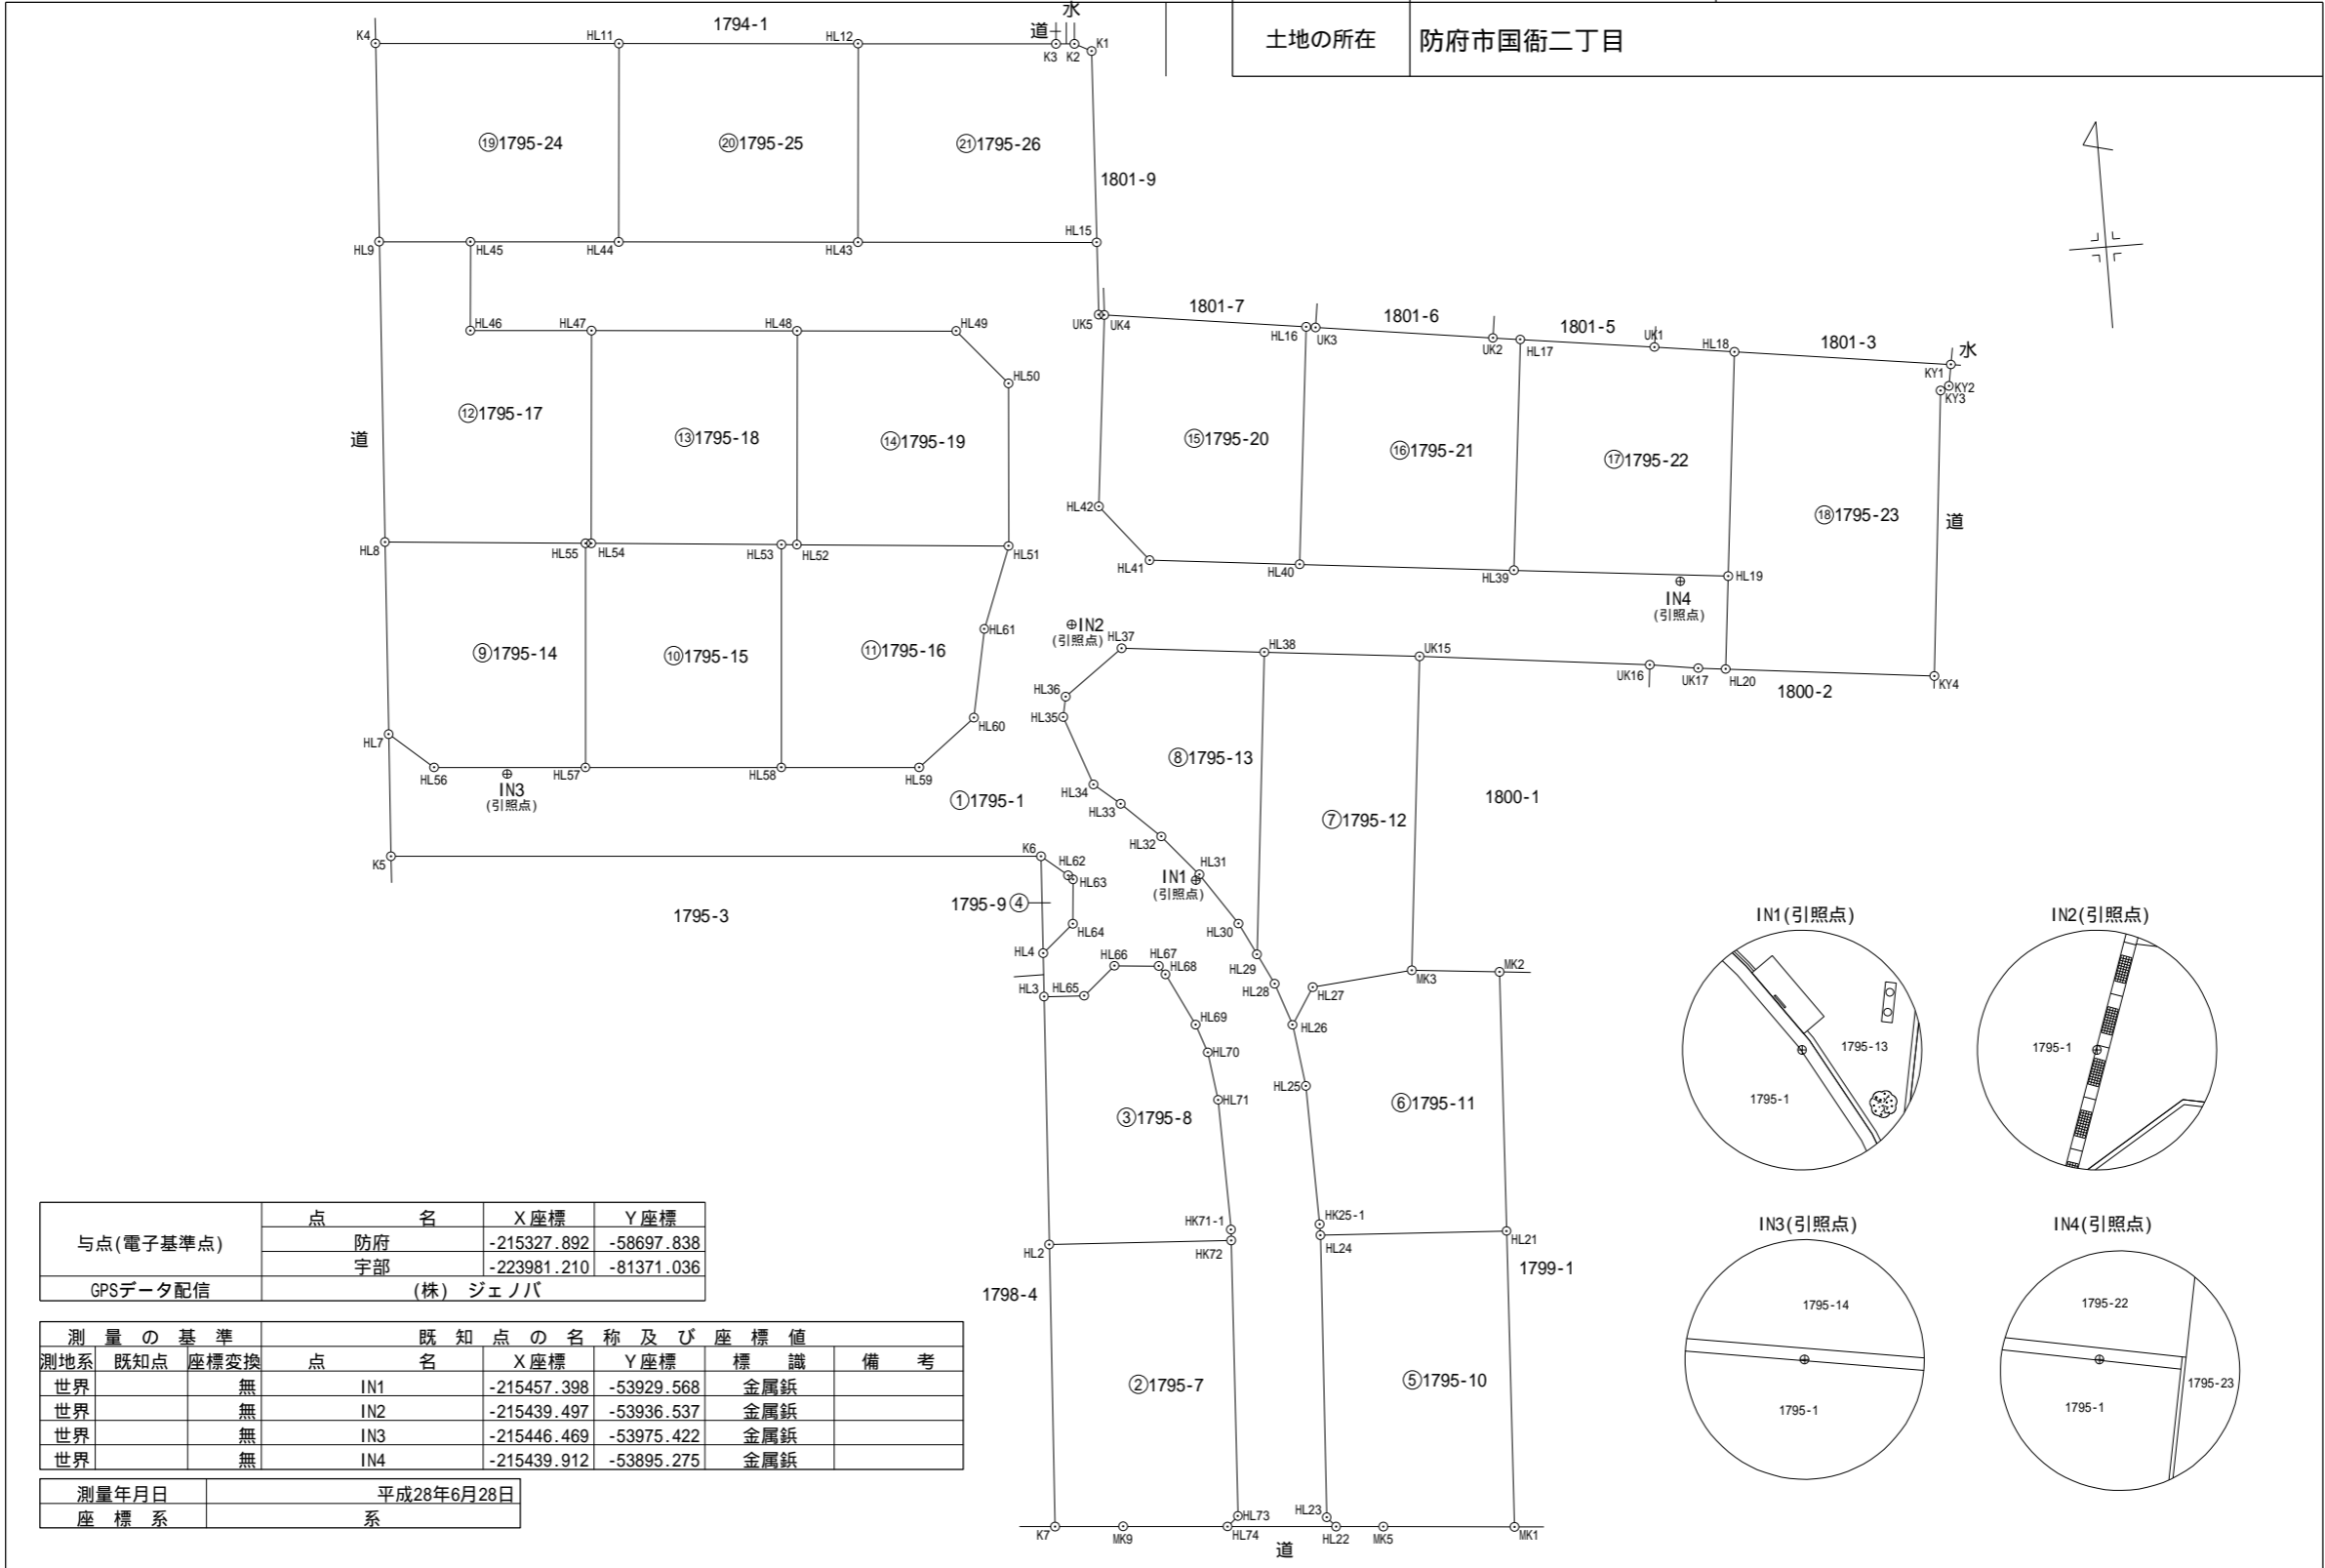 土地の所在 防府市国衙二丁目
水
道
1794-1
K4 HL11 HL12 K3 K2 K1
⑲1795-24 ⑳1795-25 ㉑1795-26
1801-9
HL9 HL45 HL44 HL43 HL15
UK5 UK4 1801-7 HL16 UK3 1801-6 UK2 HL17 1801-5 UK1 HL18 1801-3 水
KY1
KY2
KY3
HL46 HL47 HL48 HL49
HL50
道
⑫1795-17 ⑬1795-18 ⑭1795-19
⑮1795-20 ⑯1795-21 ⑰1795-22 ⑱1795-23
道
HL42
HL8 HL55 HL54 HL53 HL52 HL51
HL41 HL40 HL39 HL19
IN4
(引照点)
HL61
IN2
(引照点)
HL37 HL38 UK15 UK16 UK17 HL20 KY4
1800-2
⑨1795-14 ⑩1795-15 ⑪1795-16
HL36
HL35
HL7 HL60
HL56 HL57 HL58 HL59
IN3
(引照点)
⑧1795-13
①1795-1
⑦1795-12
1800-1
HL34
HL33
HL32
HL31
IN1
(引照点)
K5 K6 HL62
HL63
1795-3
1795-9④
HL64
HL30
HL4
HL29
HL66 HL67
HL68
HL28 HL27 MK3 MK2
HL3 HL65
HL69 HL26
HL70
HL25
HL71
③1795-8 ⑥1795-11
HK71-1 HK25-1
HL2 HK72 HL24 HL21
1798-4 1799-1
②1795-7 ⑤1795-10
HL73 HL23
K7 MK9 HL74 HL22 MK5 MK1
道
IN1(引照点)
1795-13
1795-1
IN2(引照点)
1795-1
IN3(引照点)
1795-14
1795-1
IN4(引照点)
1795-22
1795-23
1795-1
与点(電子基準点) 点 名 X座標 Y座標
防府 -215327.892 -58697.838
宇部 -223981.210 -81371.036
GPSデータ配信 (株) ジェノバ
測量の基準 既知点の名称及び座標値
測地系 既知点 座標変換 点 名 X座標 Y座標 標 識 備 考
世界 無 IN1 -215457.398 -53929.568 金属鋲
世界 無 IN2 -215439.497 -53936.537 金属鋲
世界 無 IN3 -215446.469 -53975.422 金属鋲
世界 無 IN4 -215439.912 -53895.275 金属鋲
測量年月日 平成28年6月28日
座標系 系